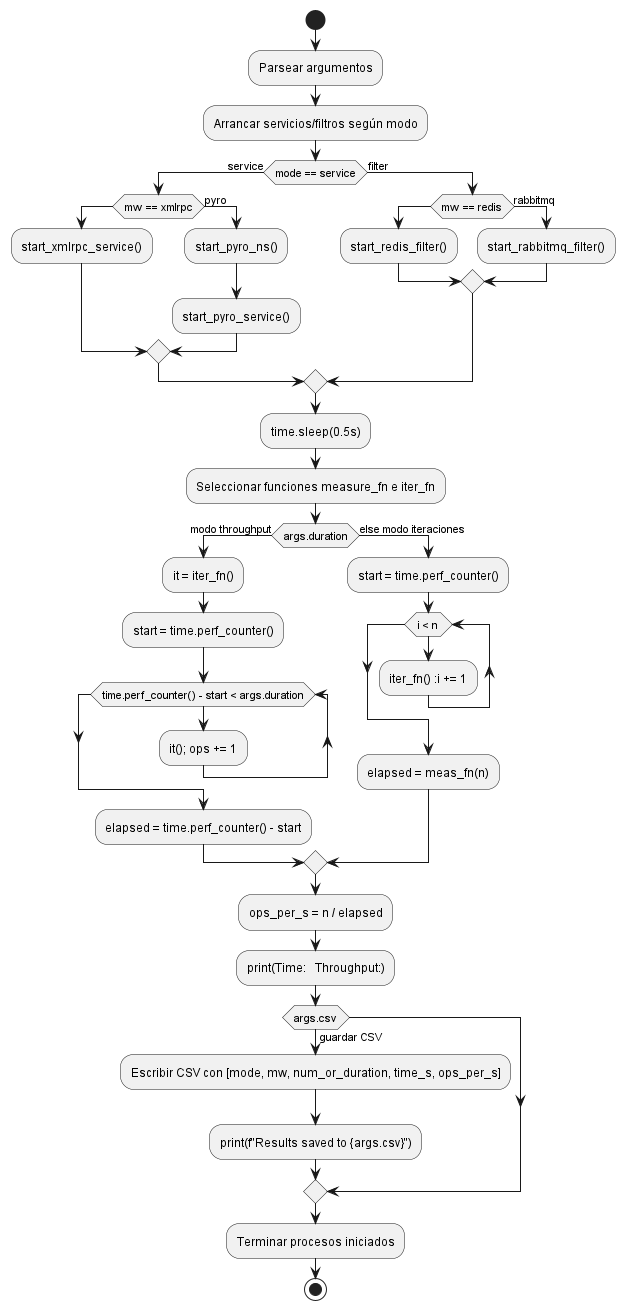 Parsear argumentos
Arrancar servicios/filtros según modo
service
mode == service
filter
mw == xmlrpc
pyro
start_xmlrpc_service()
start_pyro_ns()
start_pyro_service()
mw == redis
rabbitmq
start_redis_filter()
start_rabbitmq_filter()
time.sleep(0.5s)
Seleccionar funciones measure_fn e iter_fn
modo throughput
args.duration
else modo iteraciones
it = iter_fn()
start = time.perf_counter()
time.perf_counter() - start < args.duration
it(); ops += 1
elapsed = time.perf_counter() - start
start = time.perf_counter()
i < n
iter_fn() :i += 1
elapsed = meas_fn(n)
ops_per_s = n / elapsed
print(Time:   Throughput:)
args.csv
guardar CSV
Escribir CSV con [mode, mw, num_or_duration, time_s, ops_per_s]
print(f"Results saved to {args.csv}")
Terminar procesos iniciados